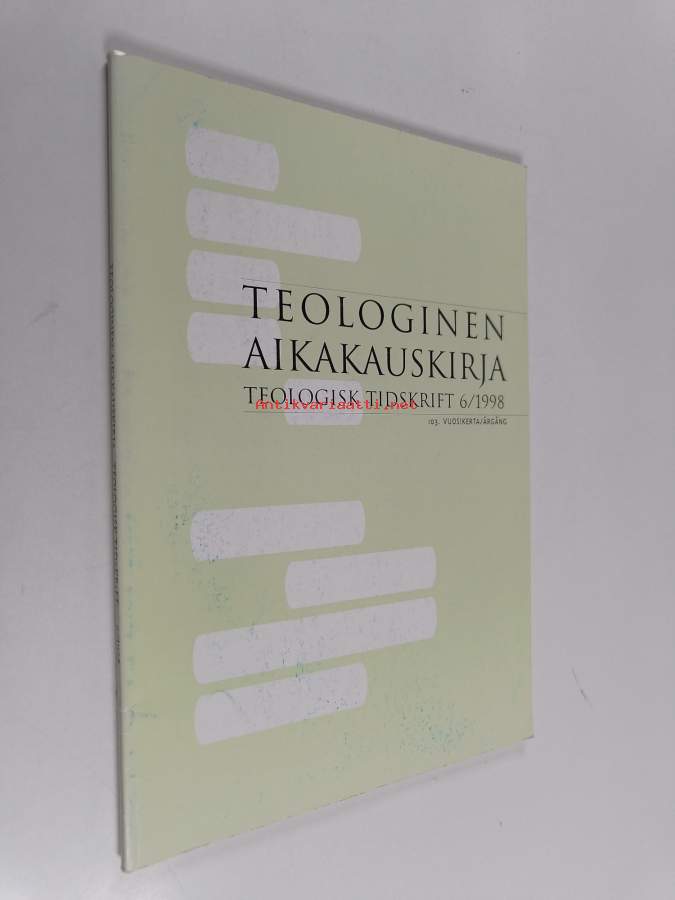 TEOLOGINEN
AIKAKAUSKIRJA
TEOLOGISK TIDSKRIFT 6/1998
Antikvariaatti.net
103. VUOSIKERTA/ÅRGÅNG